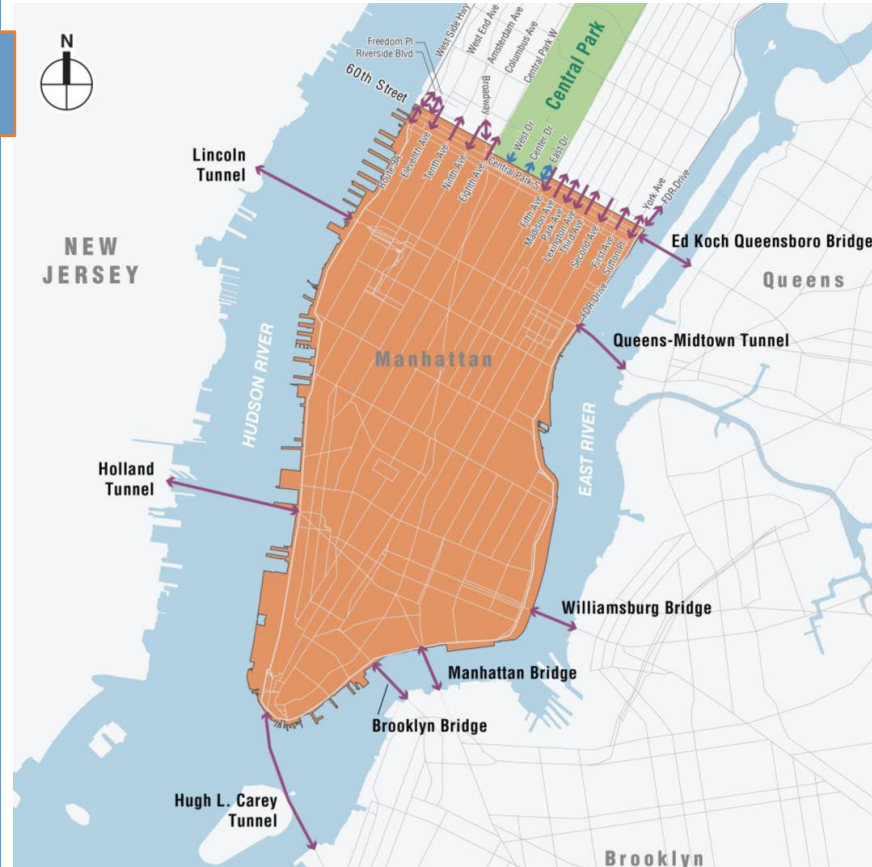 N
Freedom Pl
Riverside Blvd
West Side Hwy
West End Ave
Amsterdam Ave
Columbus Ave
Central Park W
Central Park
60th Street
Broadway
West Dr
Center Dr
East Dr
Lincoln
Tunnel
Route 9A
Eleventh Ave
Tenth Ave
Ninth Ave
Eighth Ave
Central Park S
Fifth Ave
Madison Ave
Park Ave
Lexington Ave
Third Ave
Second Ave
First Ave
Sutton Pl
York Ave
FDR Drive
FDR Drive
NEW
JERSEY
Ed Koch Queensboro Bridge
Queens
Queens-Midtown Tunnel
Manhattan
HUDSON RIVER
EAST RIVER
Holland
Tunnel
Williamsburg Bridge
Manhattan Bridge
Brooklyn Bridge
Hugh L. Carey
Tunnel
Brooklyn